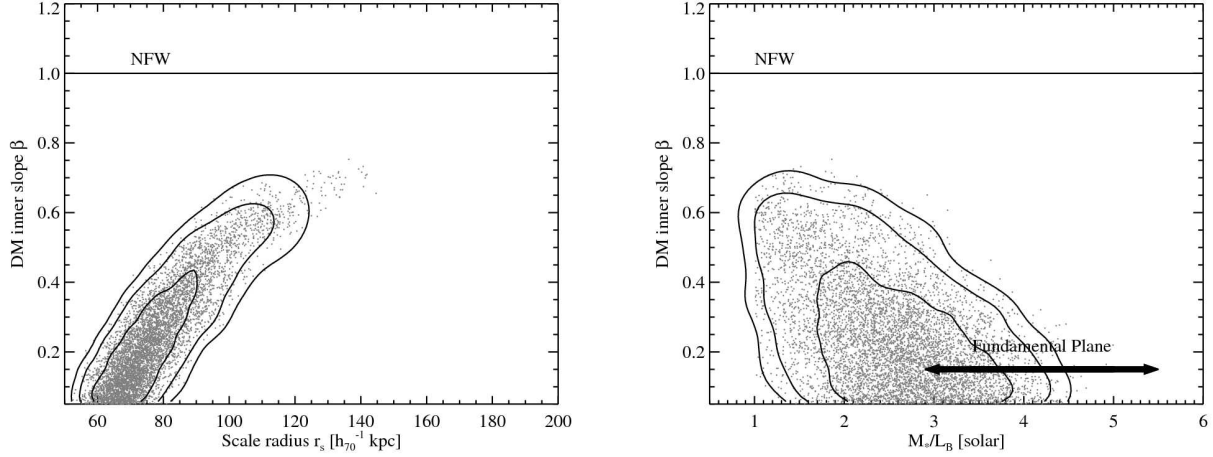 1.2
1.0
0.8
0.6
0.4
0.2
DM inner slope β
NFW
60 80 100 120 140 160 180 200
Scale radius r_s [h_70^-1 kpc]
1.2
1.0
0.8
0.6
0.4
0.2
DM inner slope β
NFW
Fundamental Plane
1 2 3 4 5 6
M_*/L_B [solar]